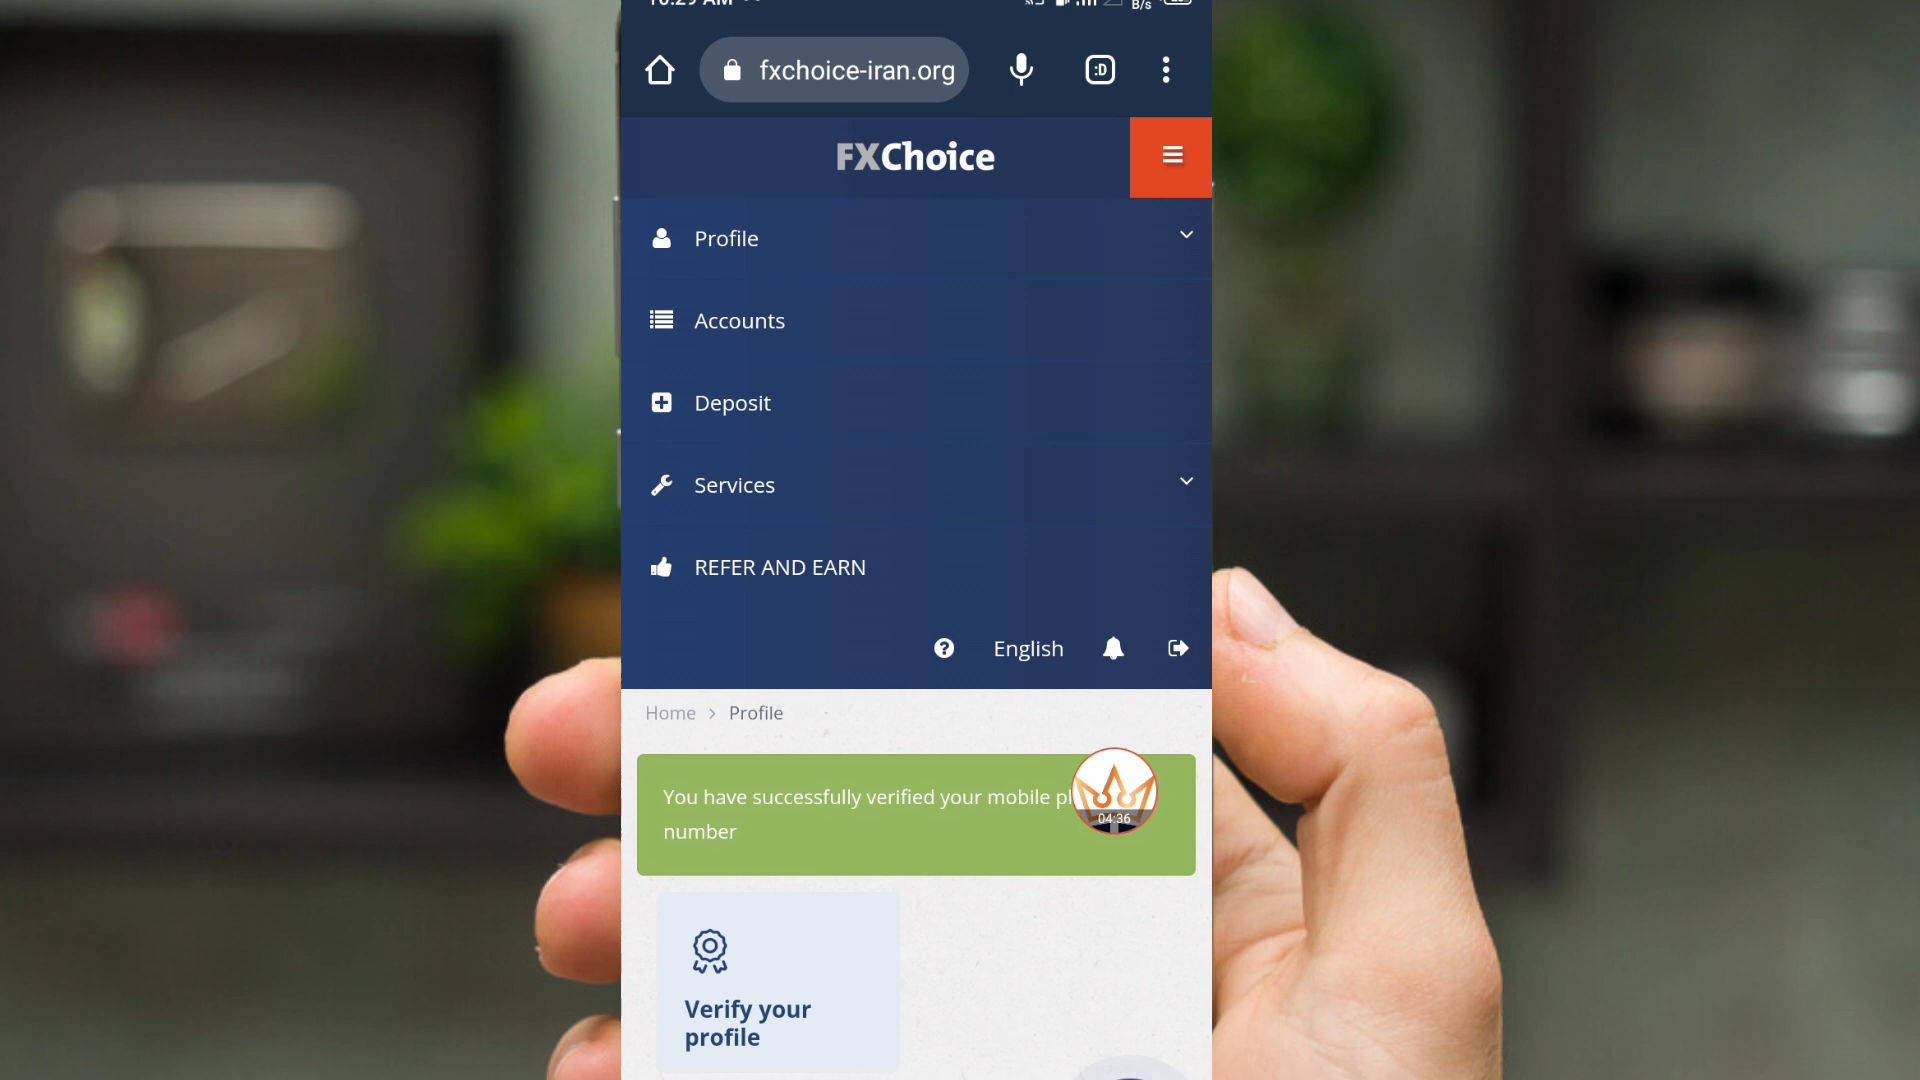 B/s
fxchoice-iran.org
:D
FXChoice
Profile
Accounts
Deposit
Services
REFER AND EARN
English
Home > Profile
You have successfully verified your mobile
number
04:36
Verify your
profile